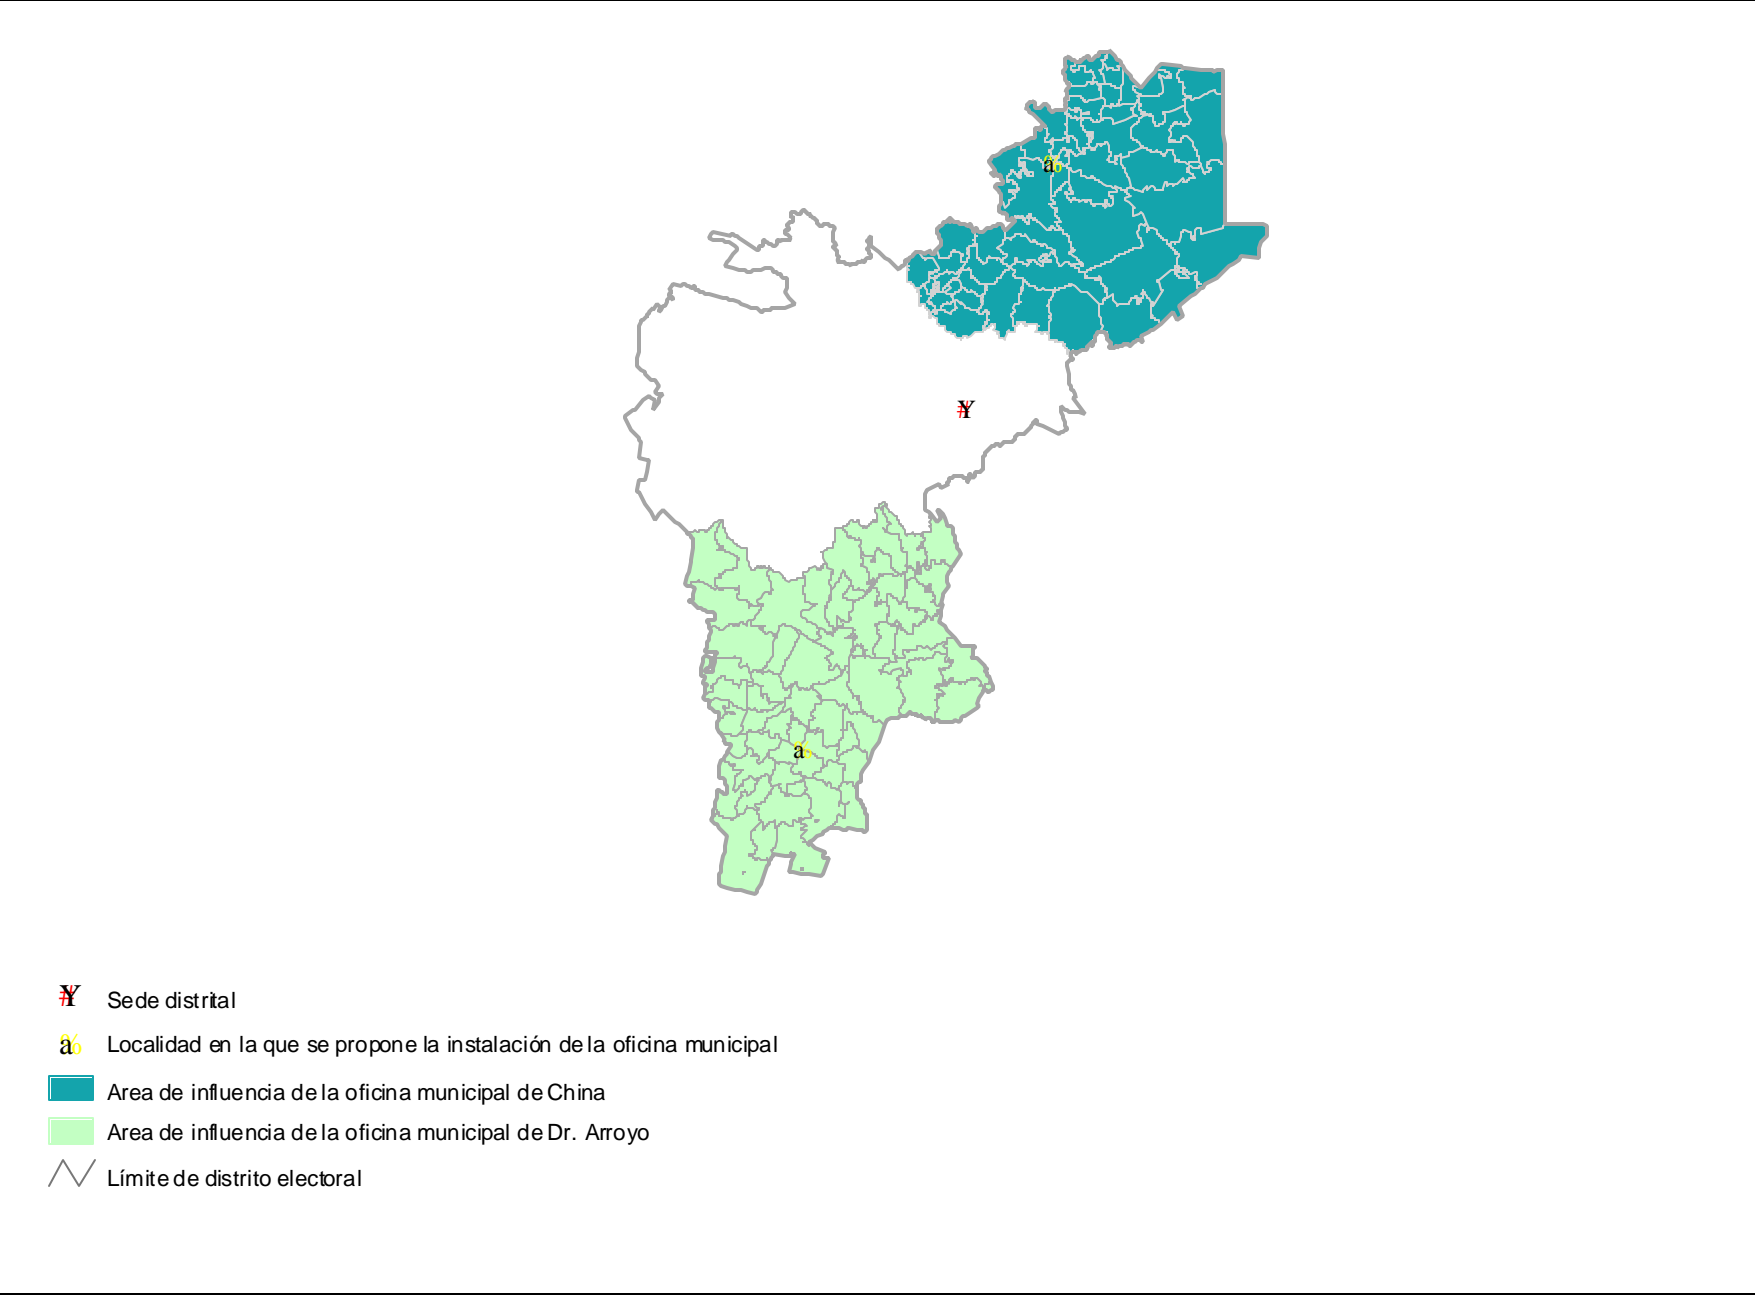 a%
#Y
a%
#Y Sede distrital
a% Localidad en la que se propone la instalación de la oficina municipal
Area de influencia de la oficina municipal de China
Area de influencia de la oficina municipal de Dr. Arroyo
Límite de distrito electoral